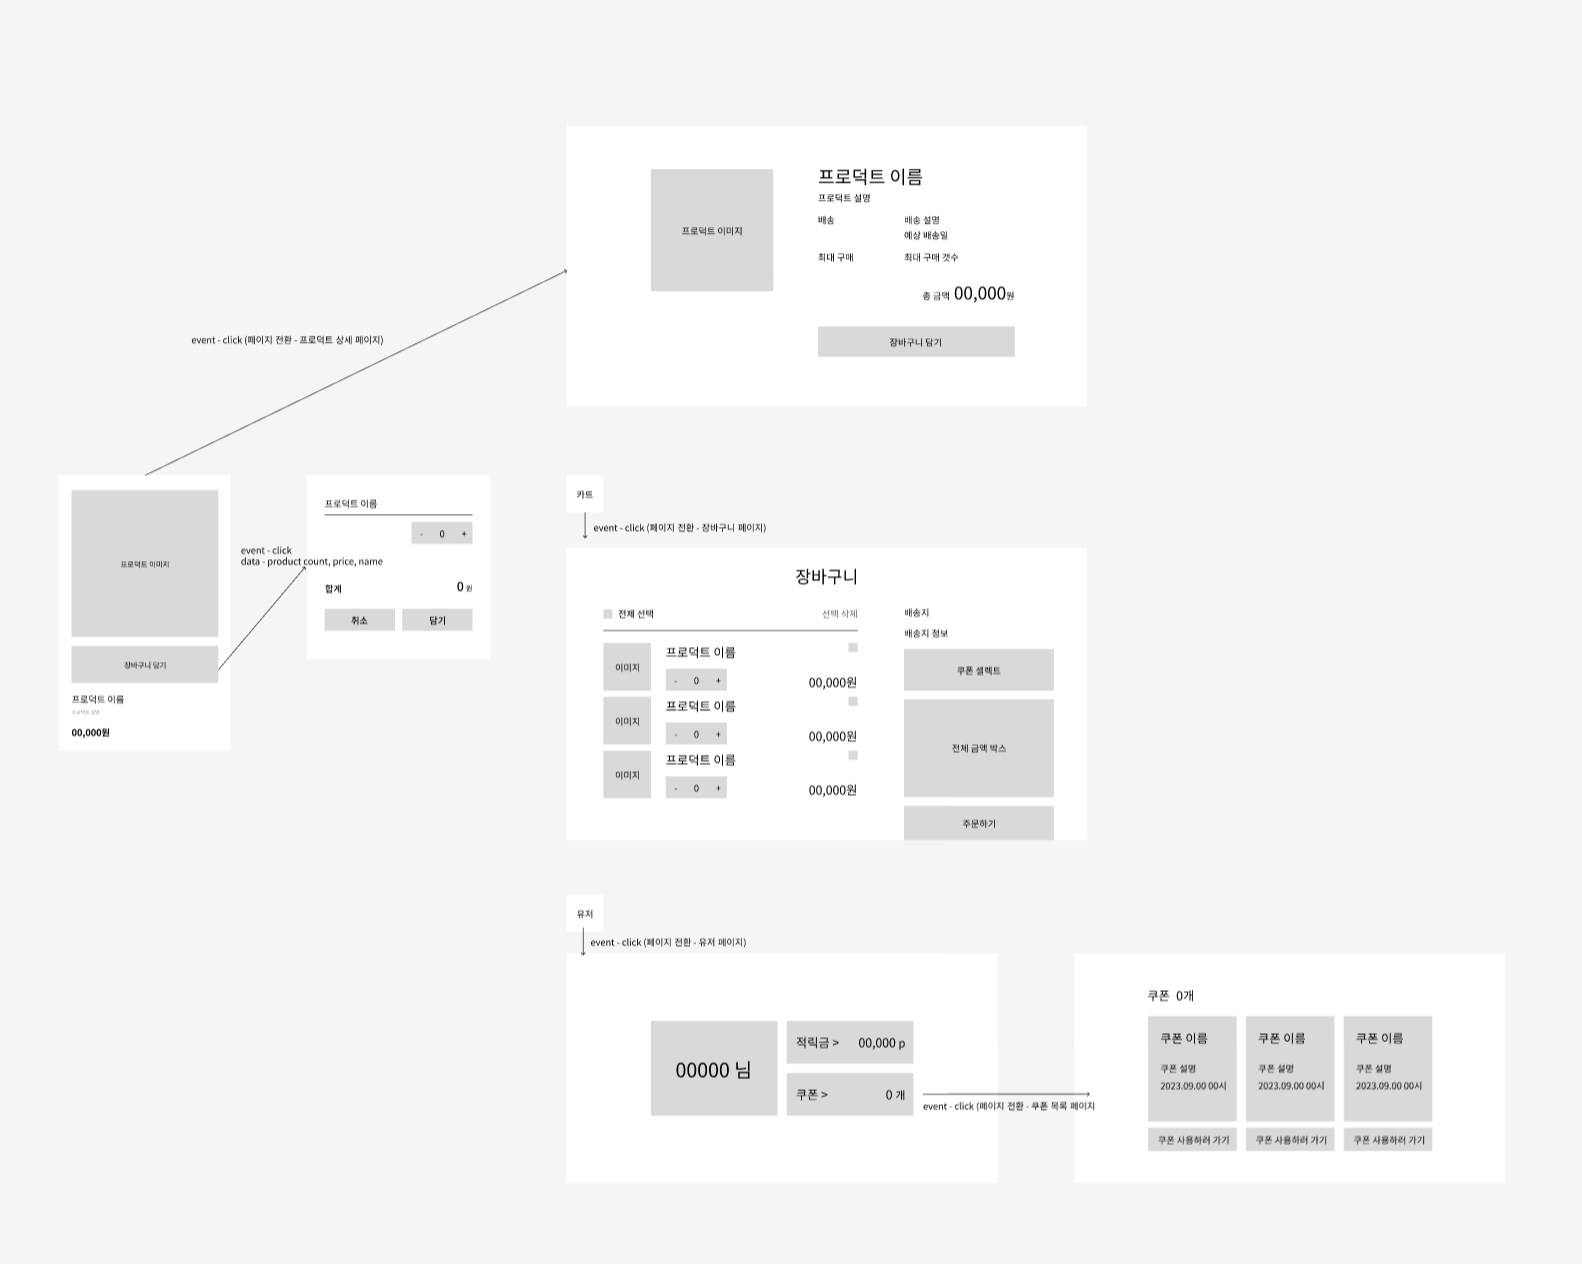 프로덕트 이미지
프로덕트 이름
프로덕트 설명
배송
배송 설명
예상 배송일
최대 구매
최대 구매 갯수
총 금액 00,000원
장바구니 담기
event - click (페이지 전환 - 프로덕트 상세 페이지)
프로덕트 이미지
장바구니 담기
프로덕트 이름
프로덕트 설명
00,000원
event - click
data - product count, price, name
프로덕트 이름
- 0 +
합계 0 원
취소
담기
카트
event - click (페이지 전환 - 장바구니 페이지)
장바구니
전체 선택
선택 삭제
이미지
프로덕트 이름
- 0 +
00,000원
이미지
프로덕트 이름
- 0 +
00,000원
이미지
프로덕트 이름
- 0 +
00,000원
배송지
배송지 정보
쿠폰 셀렉트
전체 금액 박스
주문하기
유저
event - click (페이지 전환 - 유저 페이지)
00000 님
적릭금 > 00,000 p
쿠폰 > 0 개
event - click (페이지 전환 - 쿠폰 목록 페이지
쿠폰 0개
쿠폰 이름
쿠폰 설명
2023.09.00 00시
쿠폰 사용하러 가기
쿠폰 이름
쿠폰 설명
2023.09.00 00시
쿠폰 사용하러 가기
쿠폰 이름
쿠폰 설명
2023.09.00 00시
쿠폰 사용하러 가기